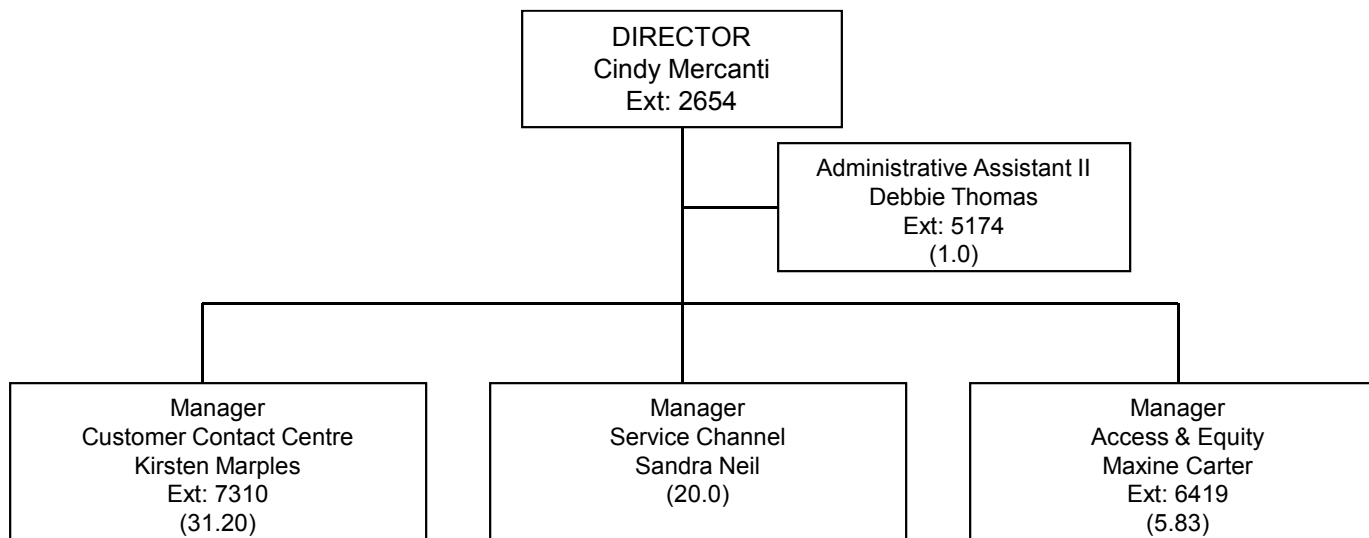 DIRECTOR
Cindy Mercanti
Ext: 2654
Administrative Assistant II
Debbie Thomas
Ext: 5174
(1.0)
Manager
Customer Contact Centre
Kirsten Marples
Ext: 7310
(31.20)
Manager
Service Channel
Sandra Neil
(20.0)
Manager
Access & Equity
Maxine Carter
Ext: 6419
(5.83)